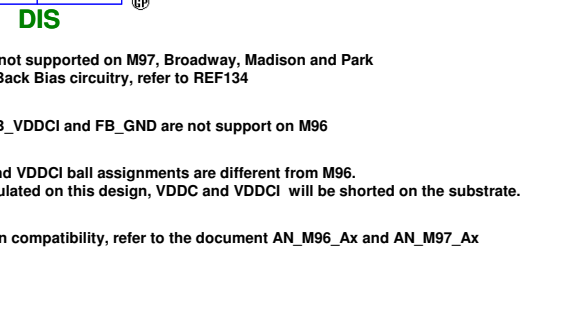 DIS
not supported on M97, Broadway, Madison and Park
Back Bias circuitry, refer to REF134
B_VDDCI and FB_GND are not support on M96
nd VDDCI ball assignments are different from M96.
ulated on this design, VDDC and VDDCI will be shorted on the substrate.
n compatibility, refer to the document AN_M96_Ax and AN_M97_Ax